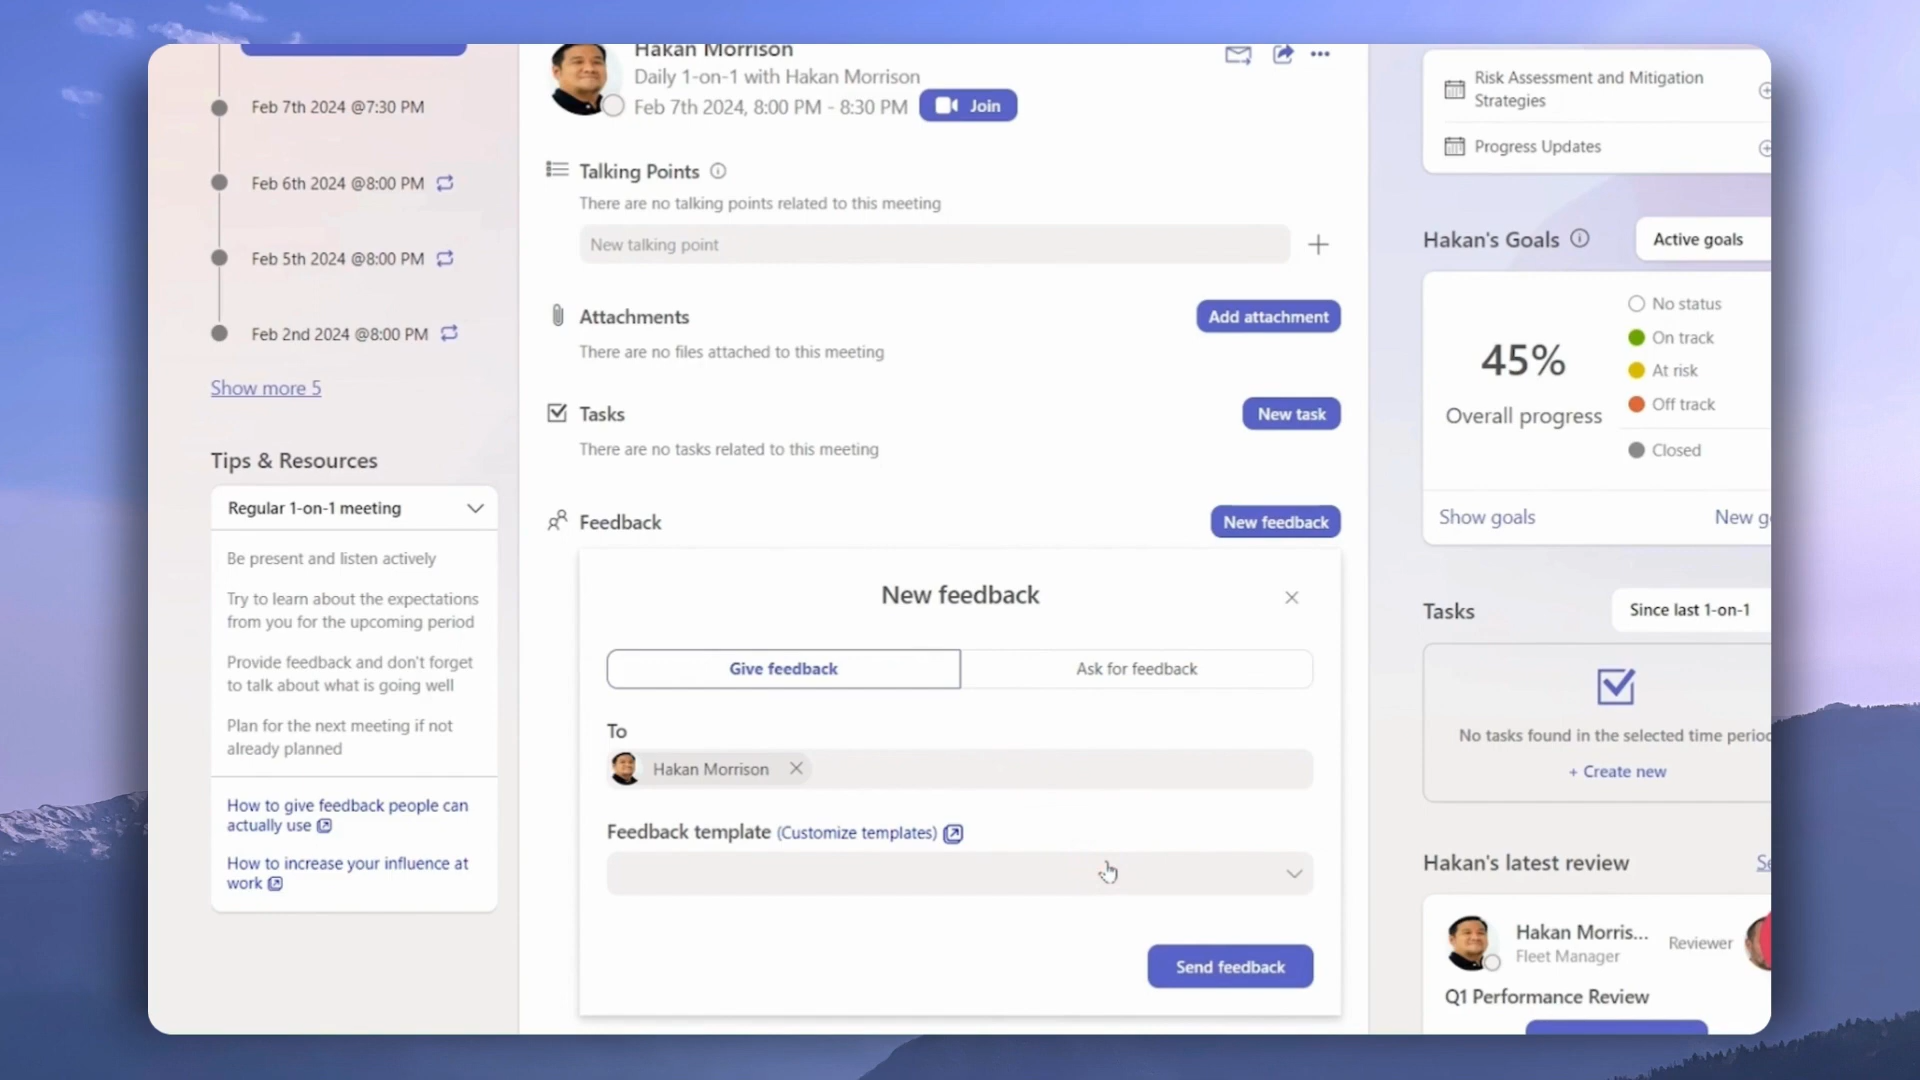 Feb 7th 2024 @7:30 PM
Feb 6th 2024 @8:00 PM
Feb 5th 2024 @8:00 PM
Feb 2nd 2024 @8:00 PM
Show more 5
Tips & Resources
Regular 1-on-1 meeting
Be present and listen actively
Try to learn about the expectations
from you for the upcoming period
Provide feedback and don't forget
to talk about what is going well
Plan for the next meeting if not
already planned
How to give feedback people can
actually use
How to increase your influence at
work
Hakan Morrison
Daily 1-on-1 with Hakan Morrison
Feb 7th 2024, 8:00 PM - 8:30 PM
Join
Talking Points
There are no talking points related to this meeting
New talking point
Attachments
Add attachment
There are no files attached to this meeting
Tasks
New task
There are no tasks related to this meeting
Feedback
New feedback
New feedback
Give feedback
Ask for feedback
To
Hakan Morrison
Feedback template (Customize templates)
Send feedback
Risk Assessment and Mitigation
Strategies
Progress Updates
Hakan's Goals
Active goals
45%
Overall progress
No status
On track
At risk
Off track
Closed
Show goals
New g
Tasks
Since last 1-on-1
No tasks found in the selected time perio
+ Create new
Hakan's latest review
Se
Hakan Morris...
Fleet Manager
Reviewer
Q1 Performance Review